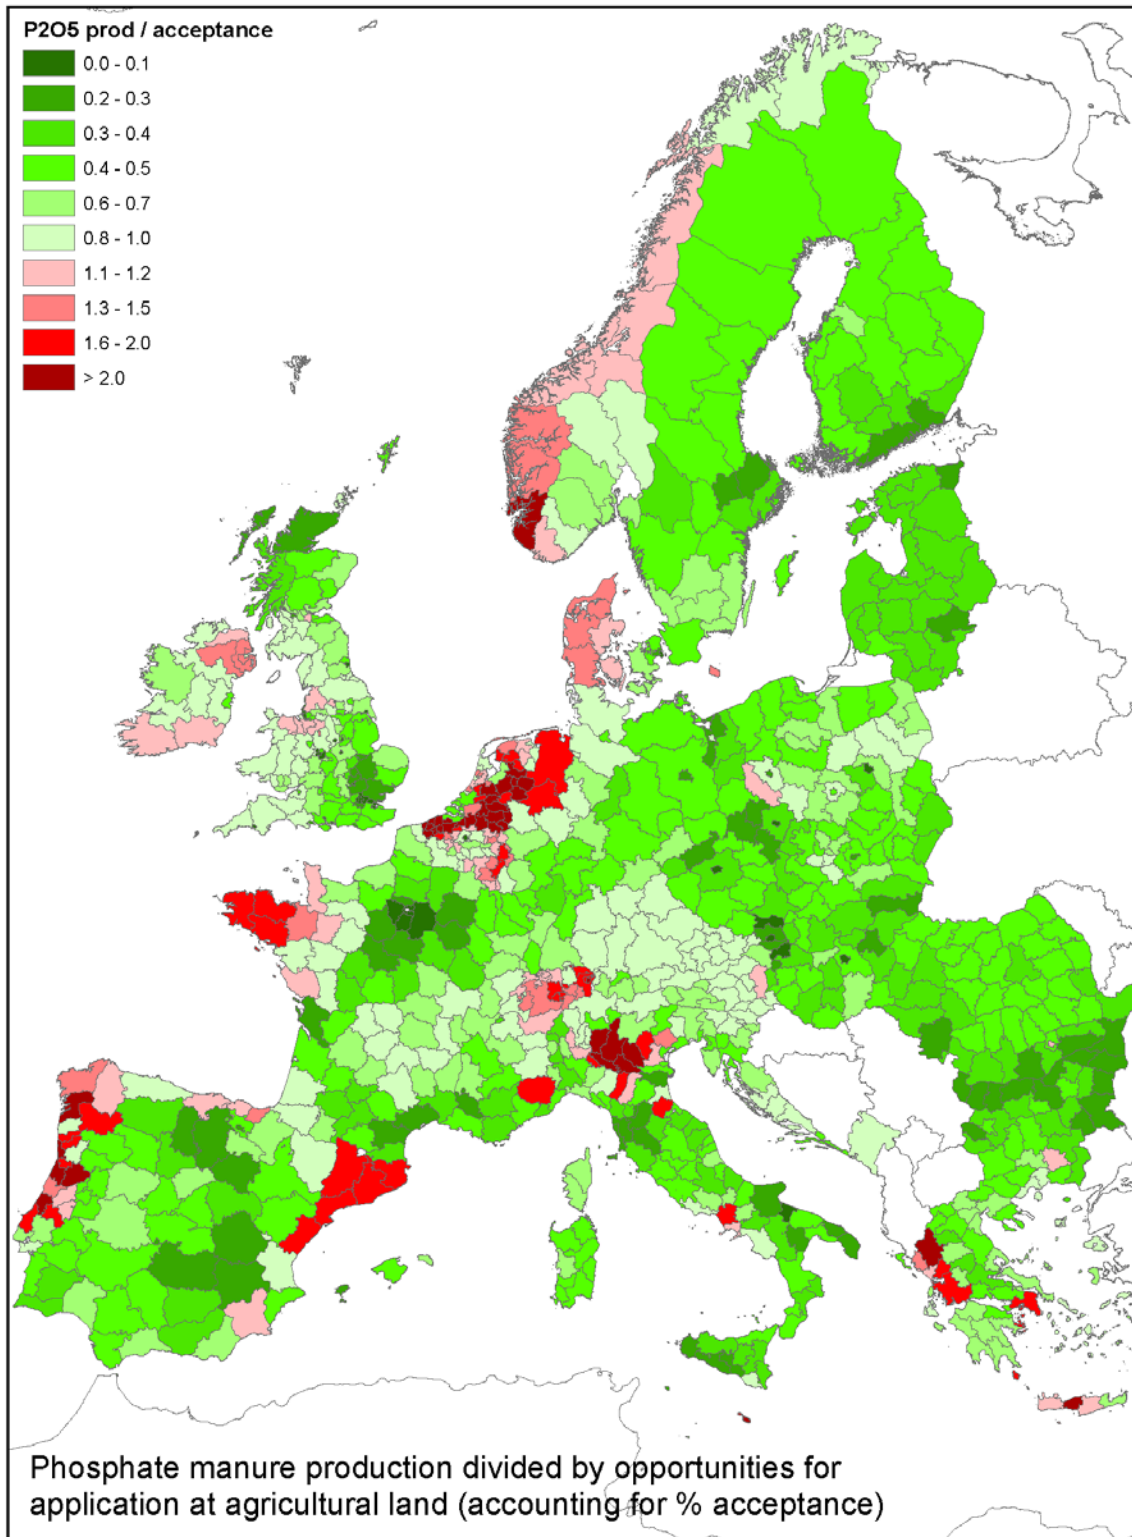 P2O5 prod / acceptance
0.0 - 0.1
0.2 - 0.3
0.3 - 0.4
0.4 - 0.5
0.6 - 0.7
0.8 - 1.0
1.1 - 1.2
1.3 - 1.5
1.6 - 2.0
> 2.0
Phosphate manure production divided by opportunities for
application at agricultural land (accounting for % acceptance)